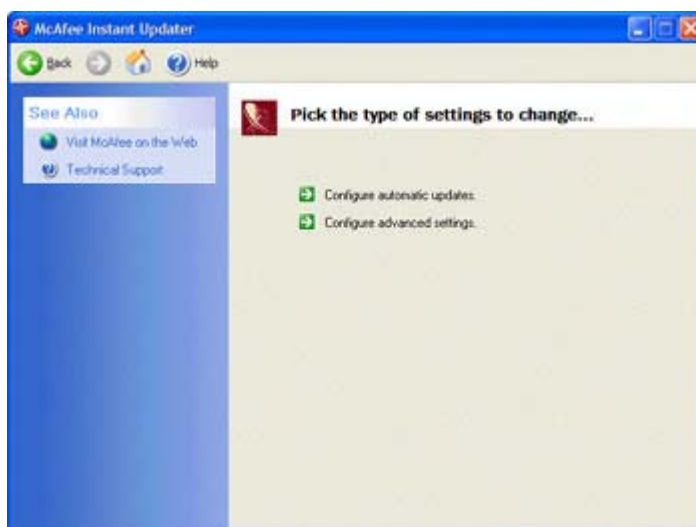 McAfee Instant Updater
Back Help
See Also
Visit McAfee on the Web
Technical Support
Pick the type of settings to change...
Configure automatic updates.
Configure advanced settings.